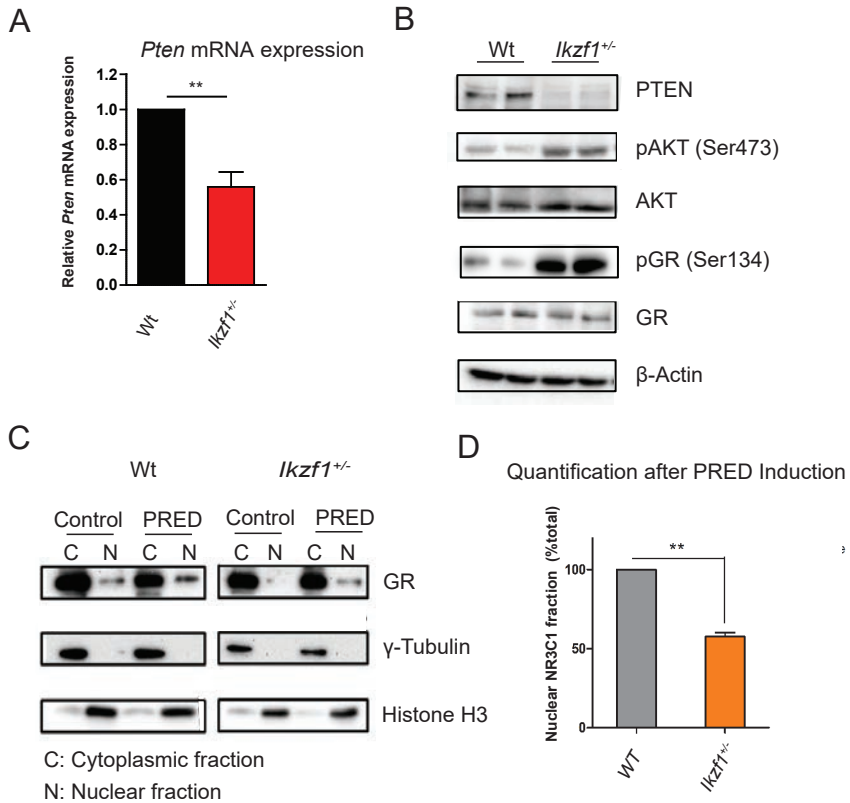 A
Pten mRNA expression
Relative Pten mRNA expression
1.2
1.0
0.8
0.6
0.4
0.2
0.0
**
Wt
Ikzf1+/-
B
Wt Ikzf1+/-
PTEN
pAKT (Ser473)
AKT
pGR (Ser134)
GR
β-Actin
C
Wt Ikzf1+/-
Control PRED Control PRED
C N C N C N C N
GR
γ-Tubulin
Histone H3
C: Cytoplasmic fraction
N: Nuclear fraction
D
Quantification after PRED Induction
Nuclear NR3C1 fraction (%total)
100
50
0
**
WT
Ikzf1+/-
*